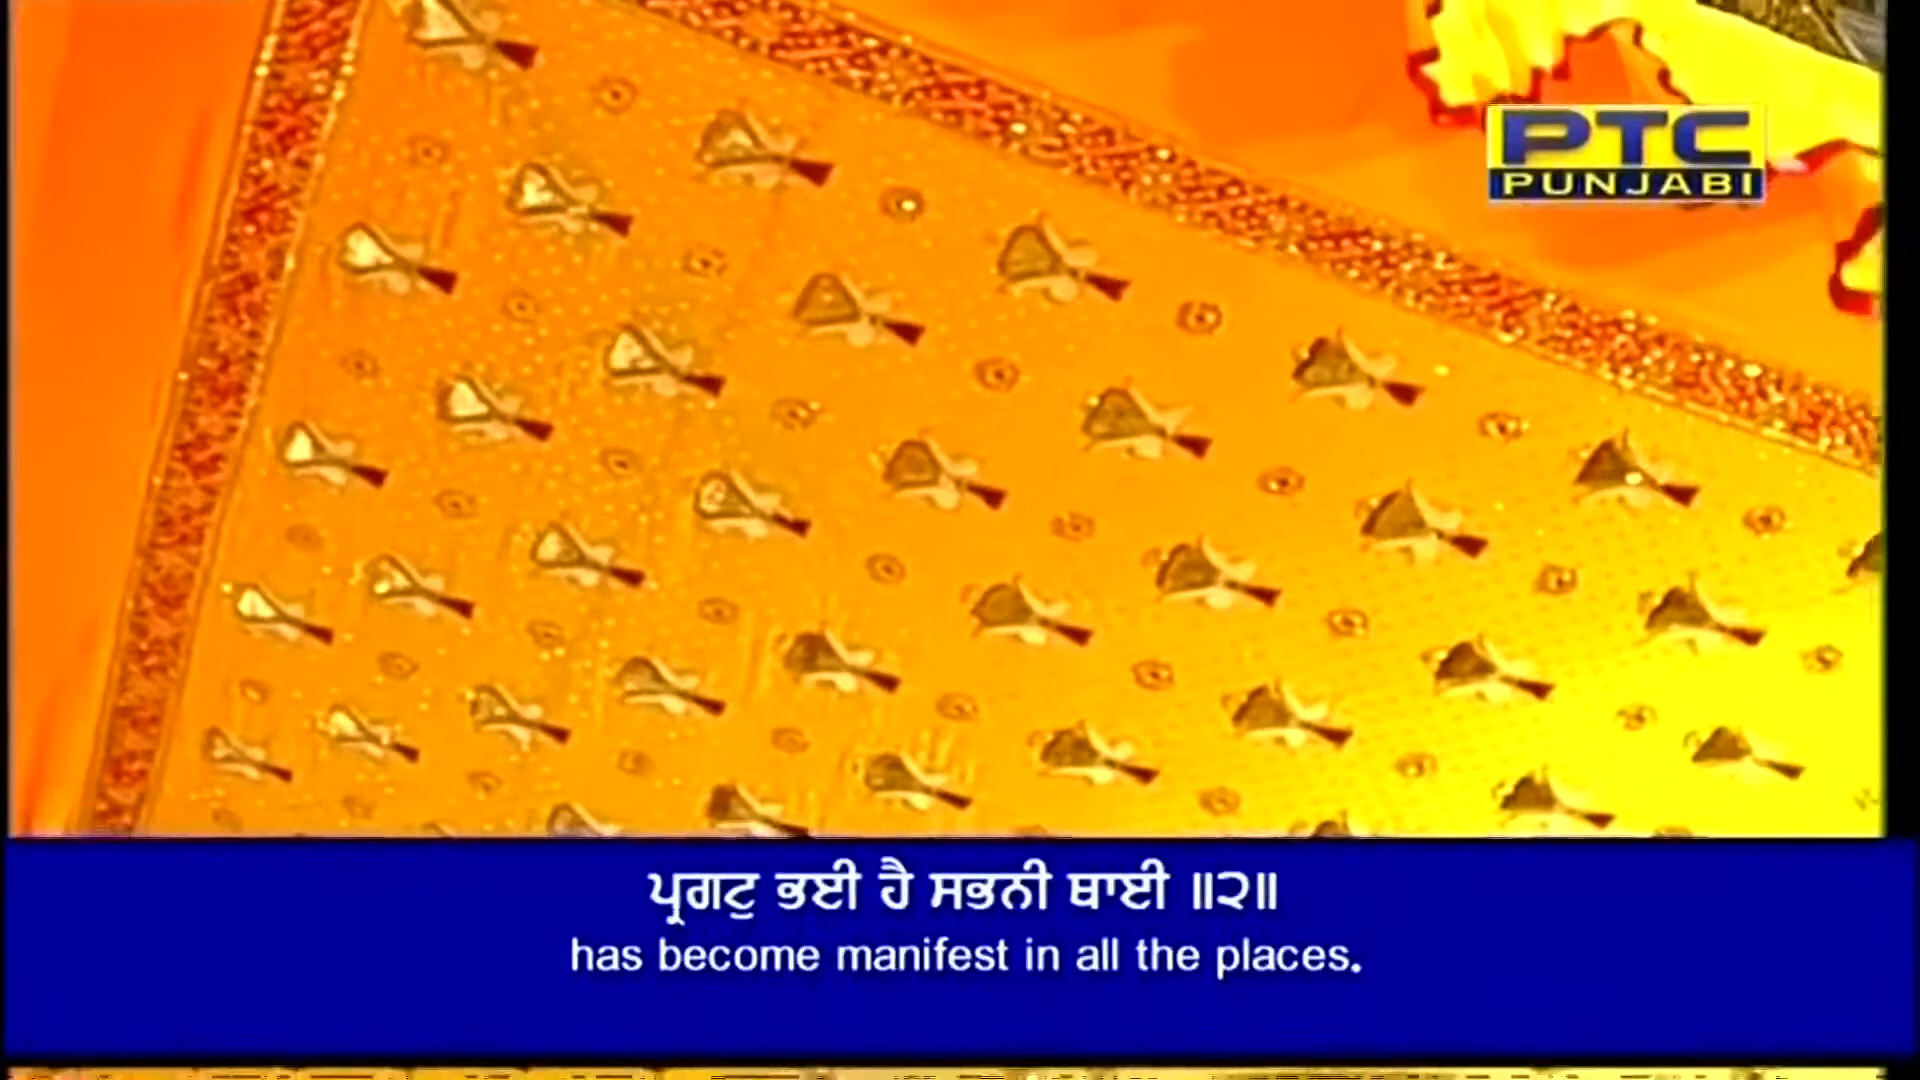 PTC
PUNJABI
ਪ੍ਰਗਟੁ ਭਈ ਹੈ ਸਭਨੀ ਥਾਈ ॥੨॥
has become manifest in all the places.